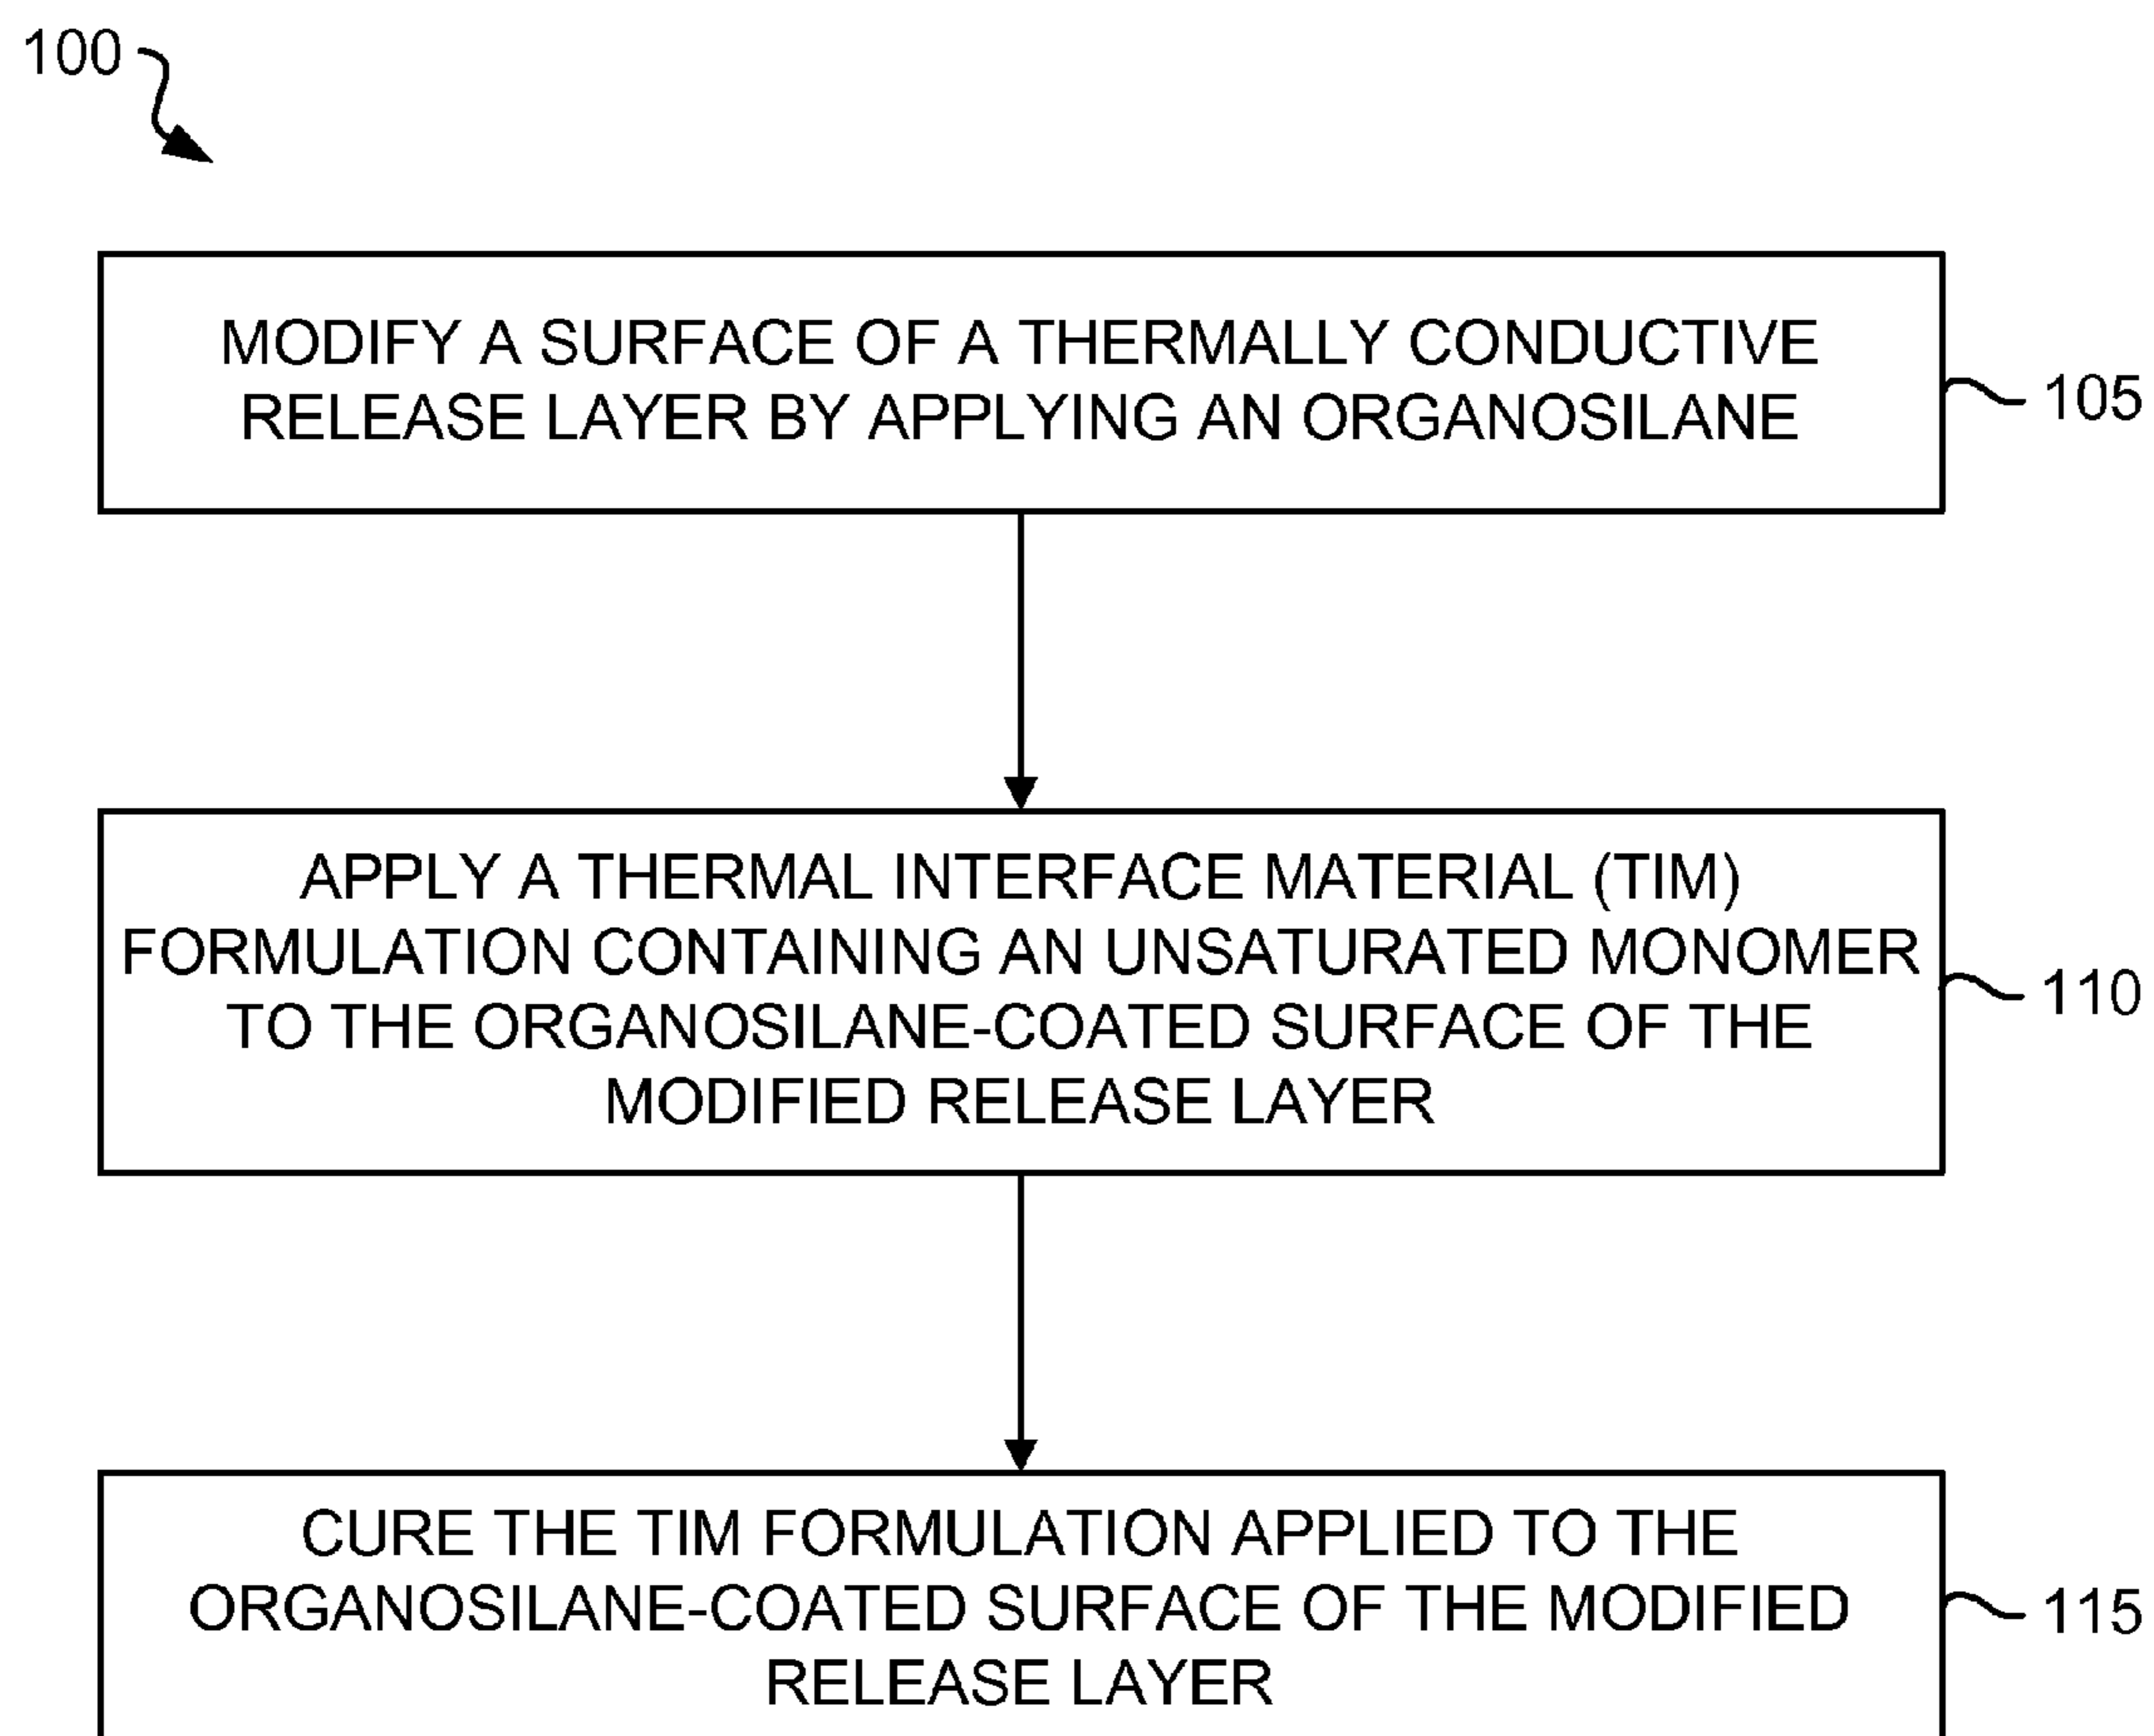 100
MODIFY A SURFACE OF A THERMALLY CONDUCTIVE
RELEASE LAYER BY APPLYING AN ORGANOSILANE
105
APPLY A THERMAL INTERFACE MATERIAL (TIM)
FORMULATION CONTAINING AN UNSATURATED MONOMER
TO THE ORGANOSILANE-COATED SURFACE OF THE
MODIFIED RELEASE LAYER
110
CURE THE TIM FORMULATION APPLIED TO THE
ORGANOSILANE-COATED SURFACE OF THE MODIFIED
RELEASE LAYER
115